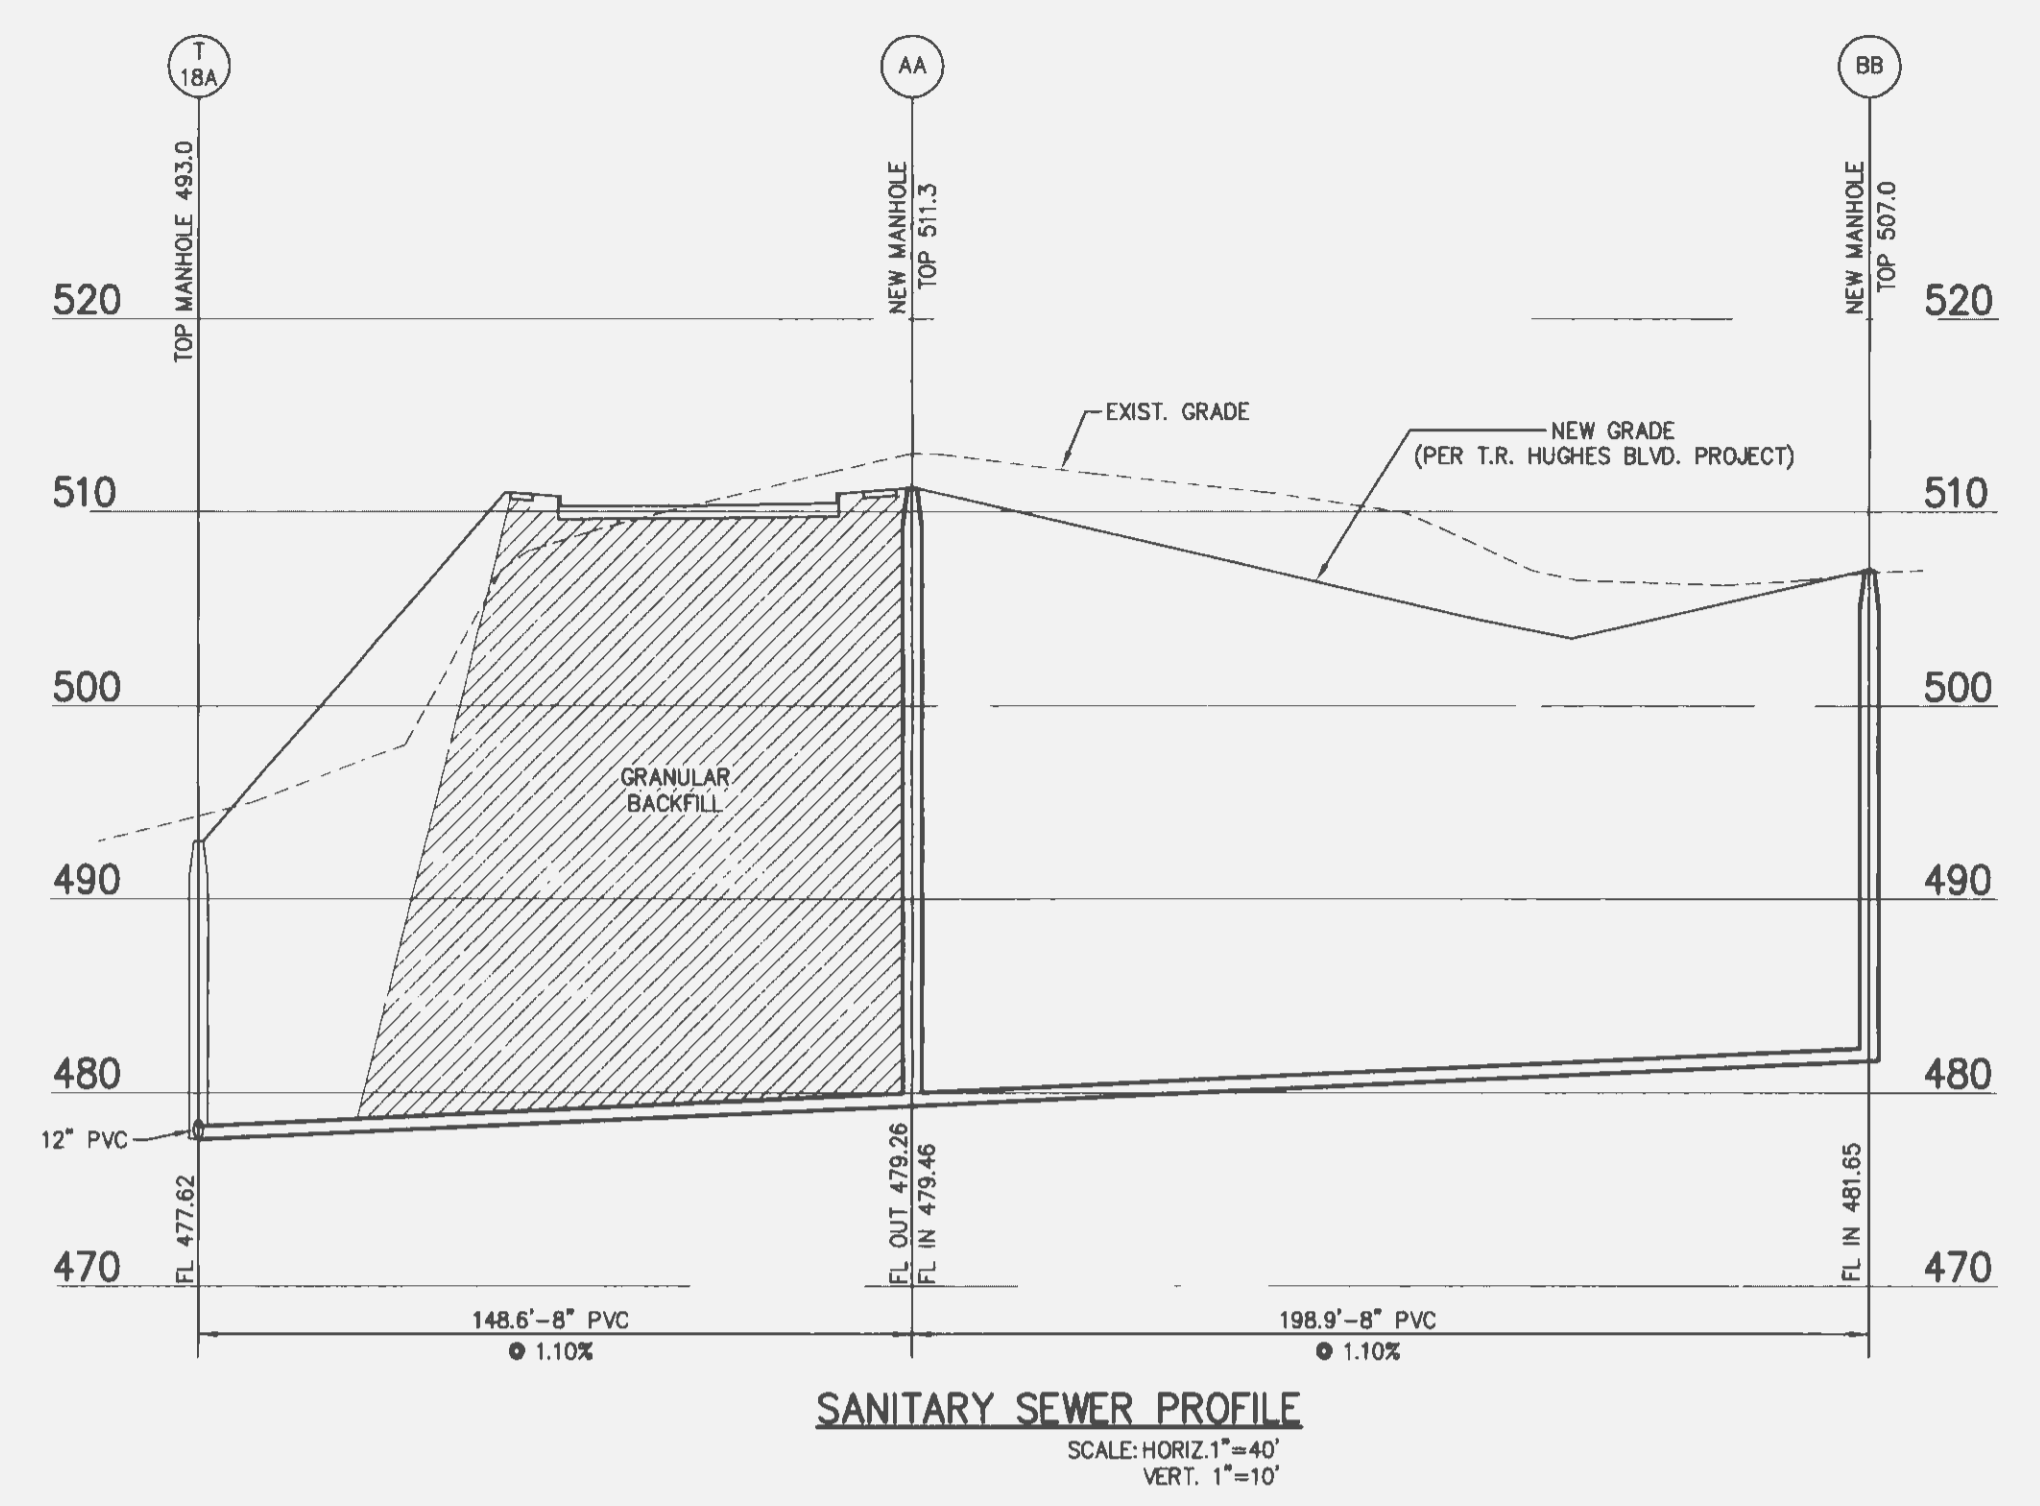 T
18A
AA
BB
TOP MANHOLE 493.0
NEW MANHOLE
TOP 511.3
NEW MANHOLE
TOP 507.0
520
520
EXIST. GRADE
NEW GRADE
(PER T.R. HUGHES BLVD. PROJECT)
510
510
500
500
GRANULAR
BACKFILL
490
490
480
480
12" PVC
FL 477.62
FL OUT 479.26
FL IN 479.46
FL IN 481.65
470
470
148.6'-8" PVC
@ 1.10%
198.9'-8" PVC
@ 1.10%
SANITARY SEWER PROFILE
SCALE: HORIZ.1"=40'
VERT. 1"=10'